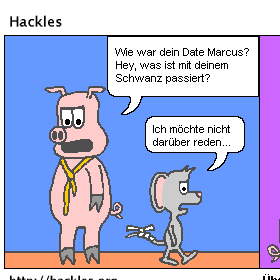 Hackles
Wie war dein Date Marcus?
Hey, was ist mit deinem
Schwanz passiert?
Ich möchte nicht
darüber reden...
http://hackles.org